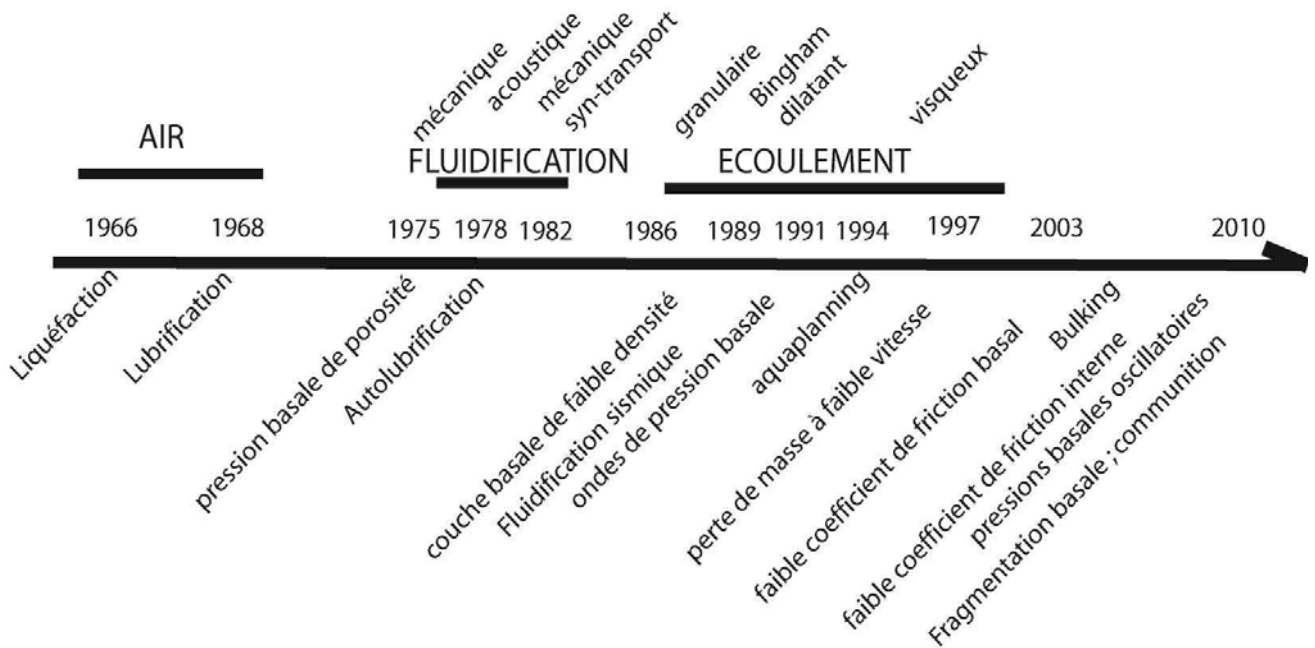 mécanique
acoustique
mécanique
syn-transport
granulaire
Bingham
dilatant
visqueux
AIR
FLUIDIFICATION
ECOULEMENT
1966
1968
1975
1978
1982
1986
1989
1991
1994
1997
2003
2010
Liquéfaction
Lubrification
pression basale de porosité
Autolubrification
couche basale de faible densité
Fluidification sismique
ondes de pression basale
aquaplanning
perte de masse à faible vitesse
faible coefficient de friction basal
Bulking
faible coefficient de friction interne
pressions basales oscillatoires
Fragmentation basale ; communition